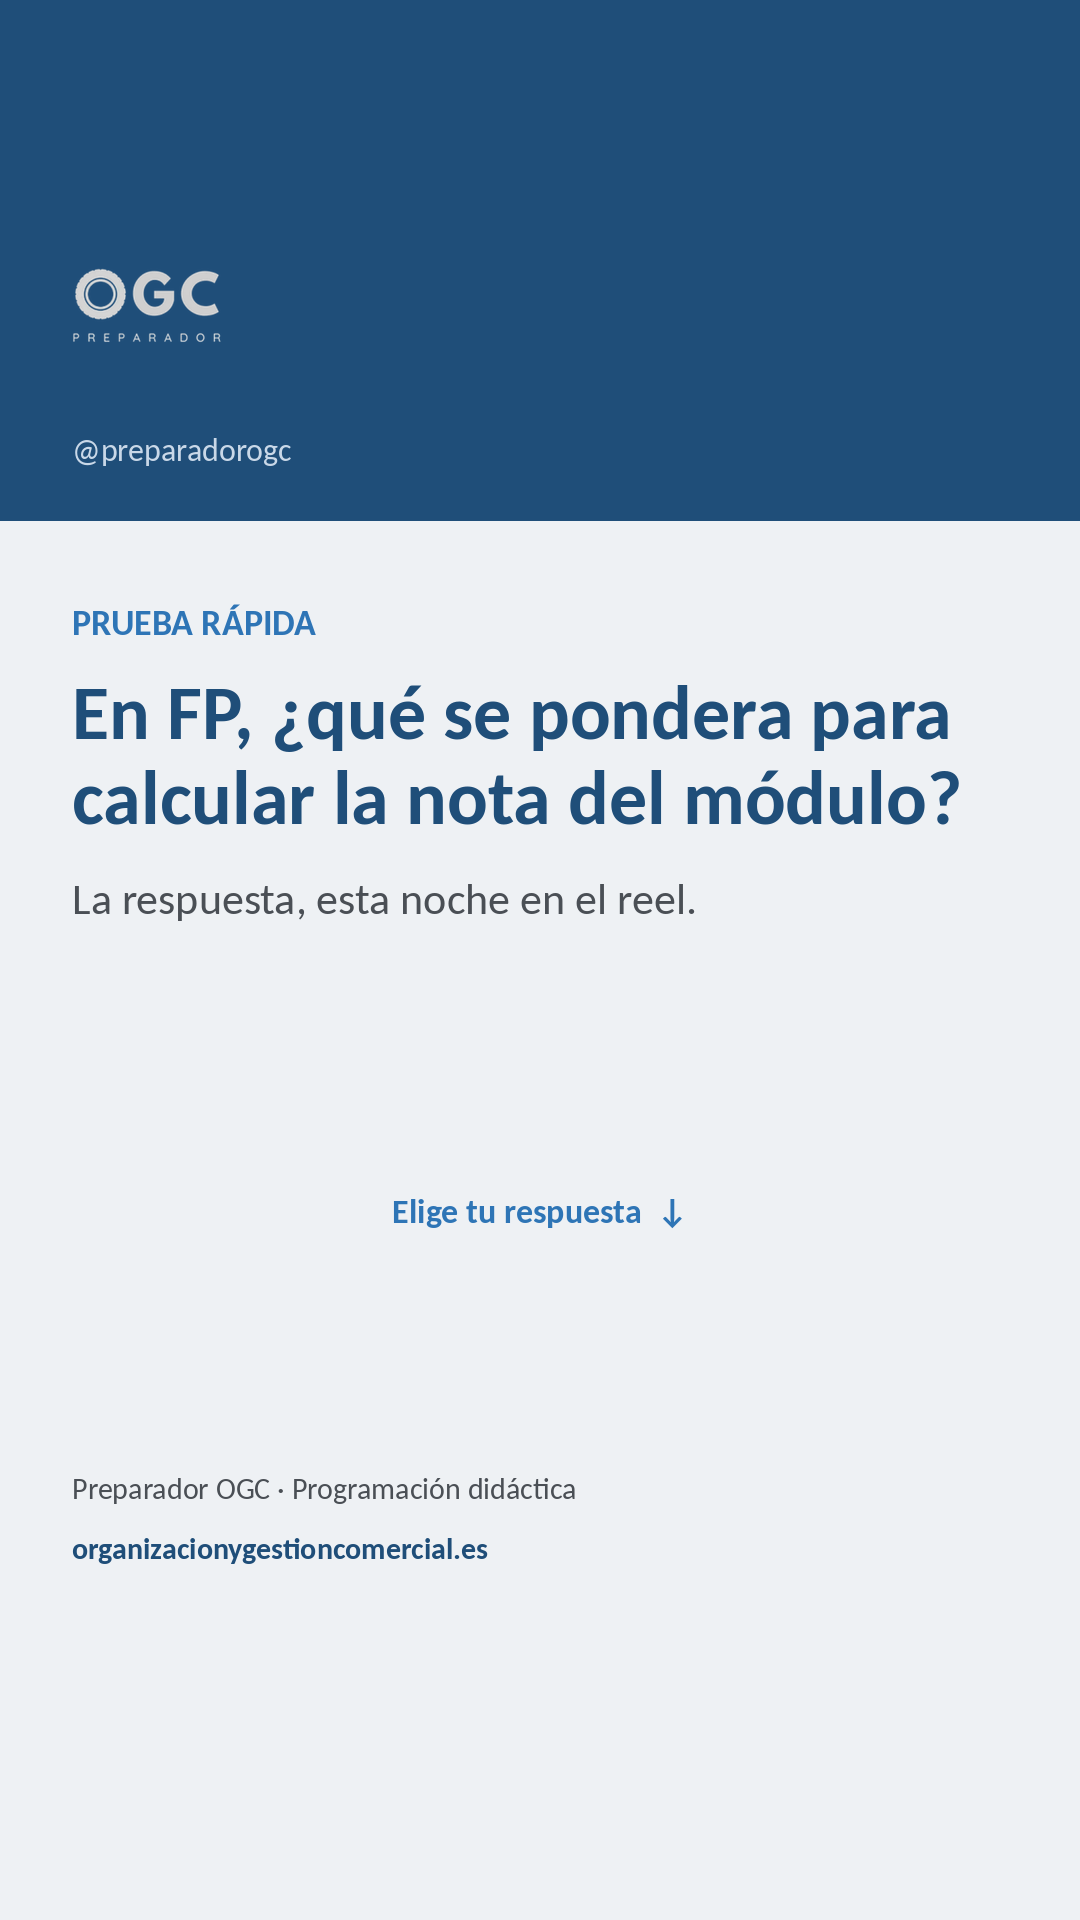 OGC
PREPARADOR
@preparadorogc
PRUEBA RÁPIDA
En FP, ¿qué se pondera para
calcular la nota del módulo?
La respuesta, esta noche en el reel.
Elige tu respuesta ↓
Preparador OGC · Programación didáctica
organizacionygestioncomercial.es